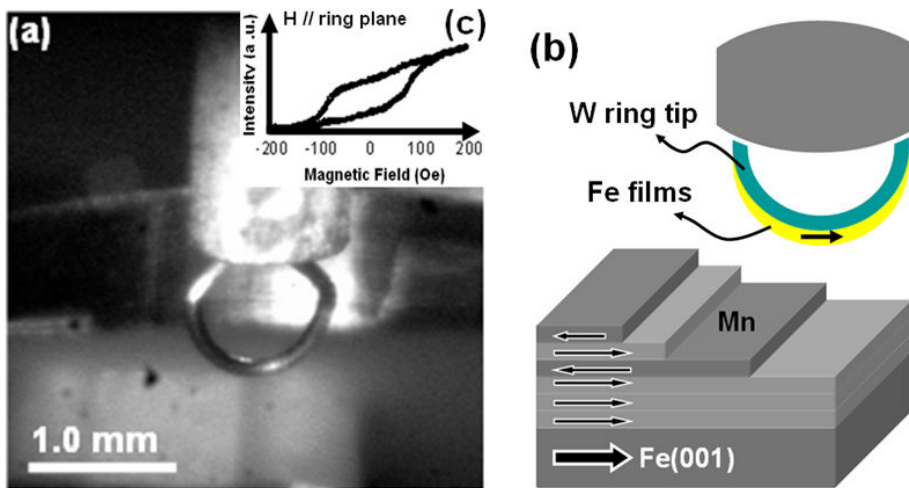 (a)
H // ring plane
(c)
Intensity (a .u.)
-200 -100 0 100 200
Magnetic Field (Oe)
1.0 mm
(b)
W ring tip
Fe films
Mn
Fe(001)